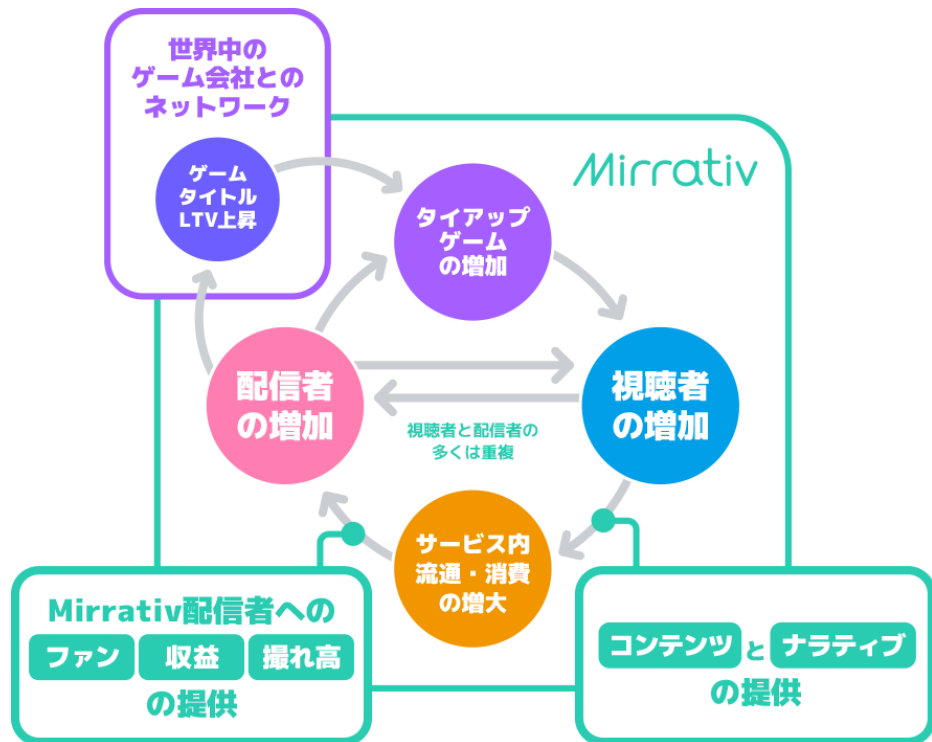 世界中の
ゲーム会社との
ネットワーク
ゲーム
タイトル
LTV上昇
Mirrativ
タイアップ
ゲーム
の増加
配信者
の増加
視聴者
の増加
視聴者と配信者の
多くは重複
サービス内
流通・消費
の増大
Mirrativ配信者への
ファン 収益 撮れ高
の提供
コンテンツ と ナラティブ
の提供